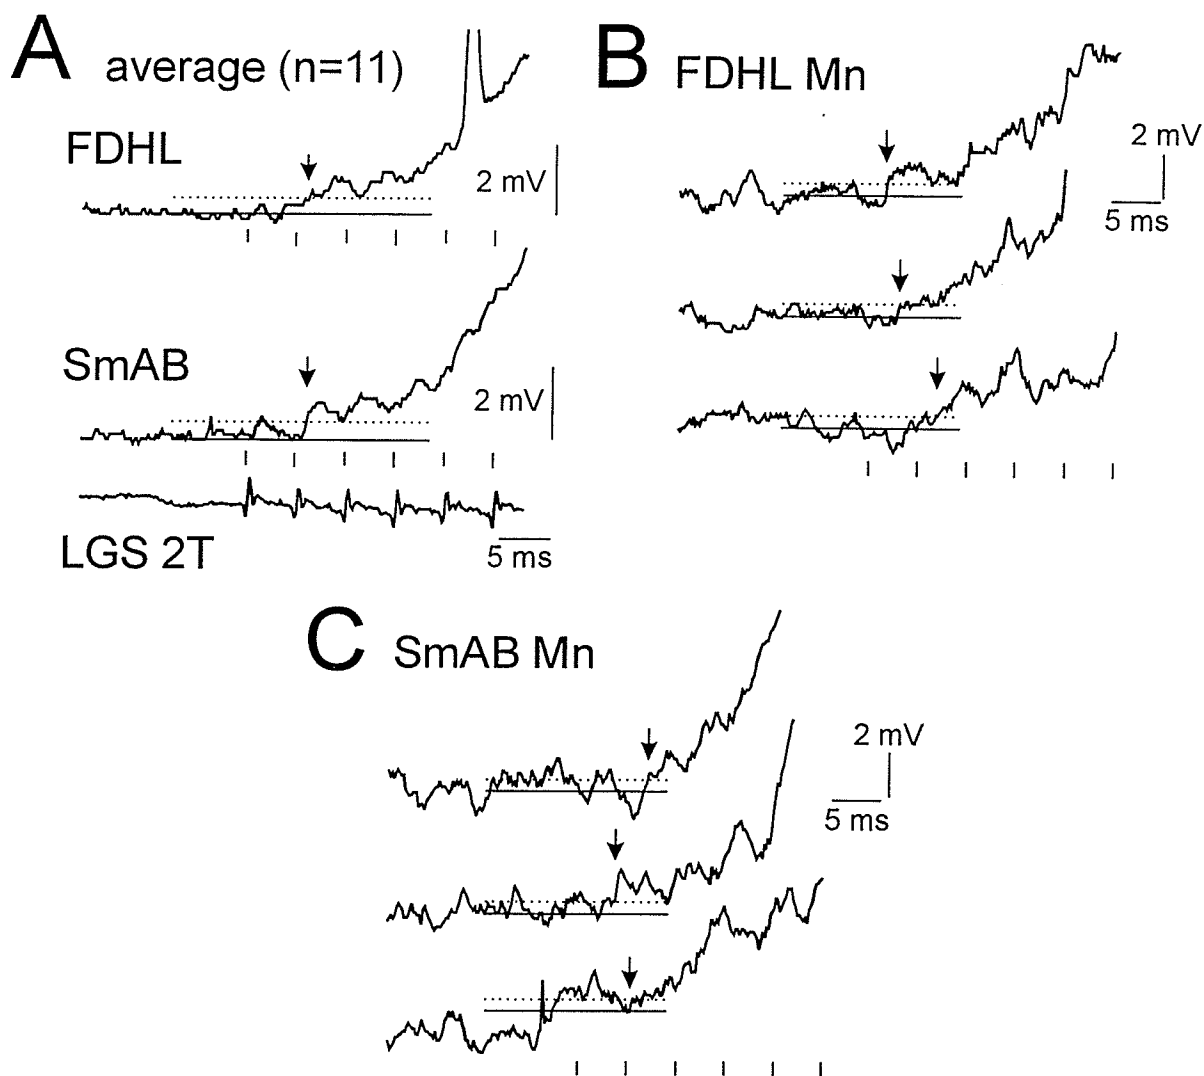 A
average (n=11)
FDHL
2 mV
SmAB
2 mV
LGS 2T
5 ms
B
FDHL Mn
2 mV
5 ms
C
SmAB Mn
2 mV
5 ms